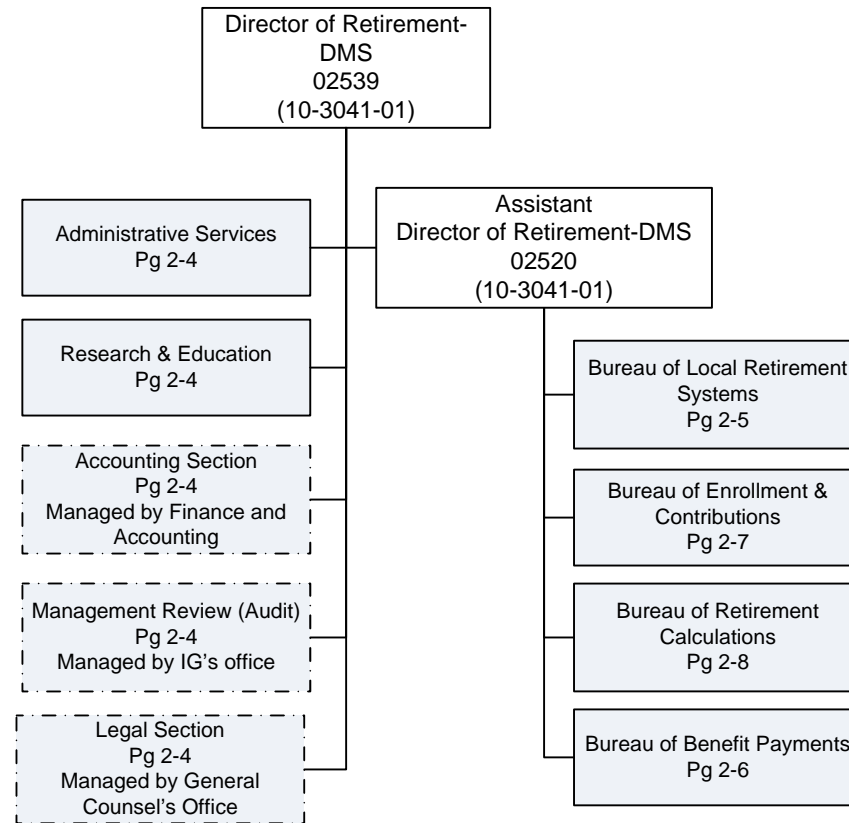 Director of Retirement-
DMS
02539
(10-3041-01)
Assistant
Director of Retirement-DMS
02520
(10-3041-01)
Administrative Services
Pg 2-4
Research & Education
Pg 2-4
Accounting Section
Pg 2-4
Managed by Finance and
Accounting
Management Review (Audit)
Pg 2-4
Managed by IG's office
Legal Section
Pg 2-4
Managed by General
Counsel's Office
Bureau of Local Retirement
Systems
Pg 2-5
Bureau of Enrollment &
Contributions
Pg 2-7
Bureau of Retirement
Calculations
Pg 2-8
Bureau of Benefit Payments
Pg 2-6